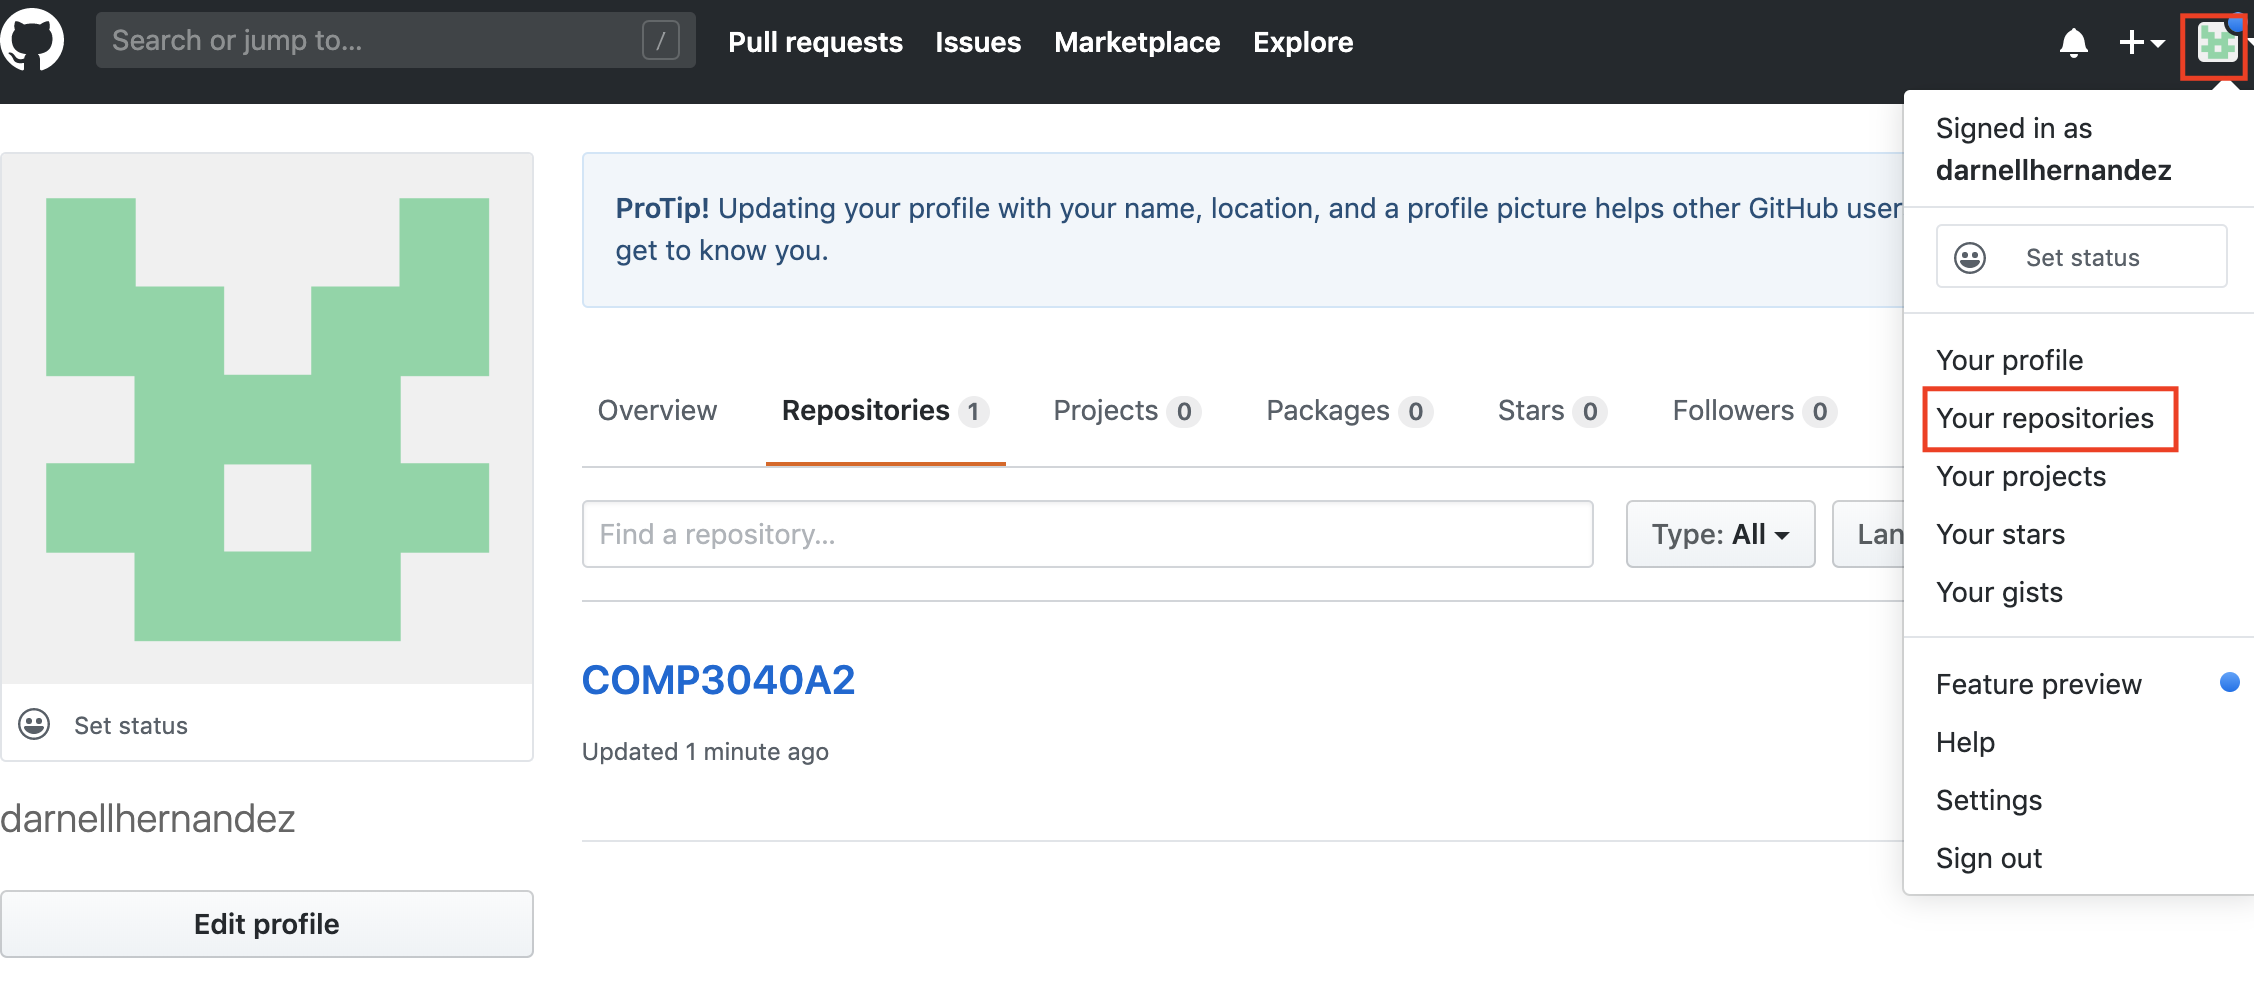 Search or jump to... /
Pull requests Issues Marketplace Explore
Signed in as
darnellhernandez
Set status
Your profile
Your repositories
Your projects
Your stars
Your gists
Feature preview
Help
Settings
Sign out
ProTip! Updating your profile with your name, location, and a profile picture helps other GitHub user
get to know you.
Overview Repositories 1 Projects 0 Packages 0 Stars 0 Followers 0
Find a repository... Type: All Lan
COMP3040A2
Updated 1 minute ago
Set status
darnellhernandez
Edit profile